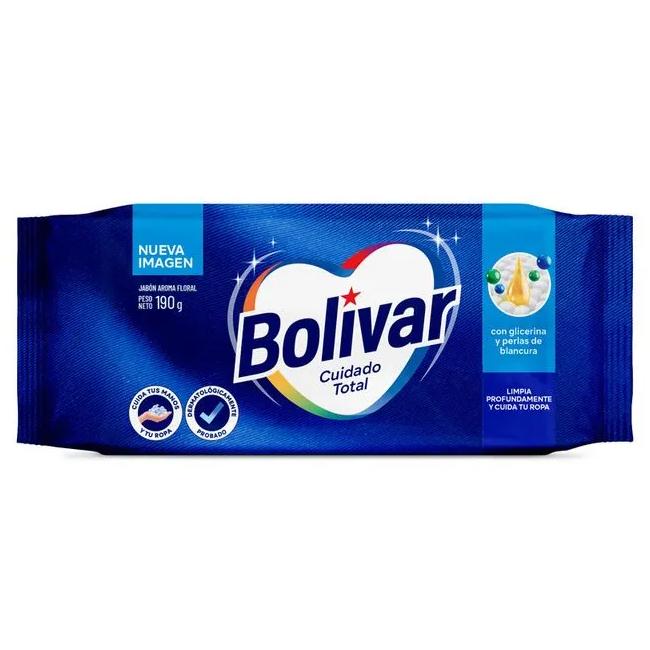 NUEVA
IMAGEN
JABÓN AROMA FLORAL
PESO
NETO 190 g
CUIDA TUS MANOS
Y TU ROPA
DERMATOLÓGICAMENTE
PROBADO
Bolivar
Cuidado
Total
con glicerina
y perlas de
blancura
LIMPIA
PROFUNDAMENTE
Y CUIDA TU ROPA